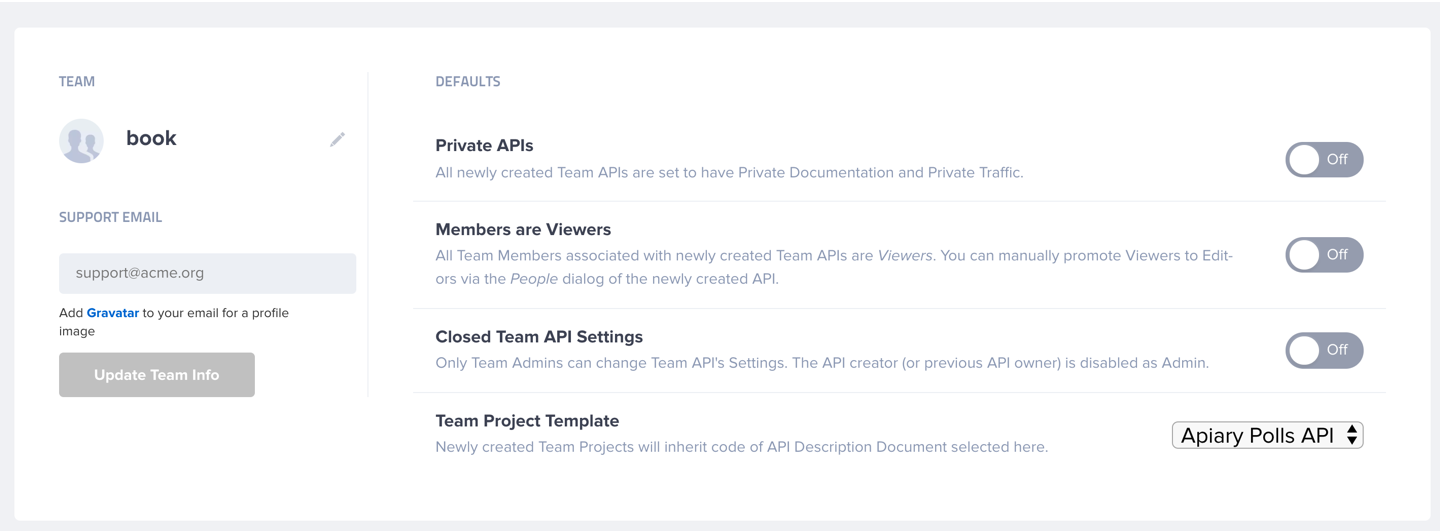 TEAM
book
SUPPORT EMAIL
support@acme.org
Add Gravatar to your email for a profile
image
Update Team Info
DEFAULTS
Private APIs
All newly created Team APIs are set to have Private Documentation and Private Traffic.
Off
Members are Viewers
All Team Members associated with newly created Team APIs are Viewers. You can manually promote Viewers to Edit-
ors via the People dialog of the newly created API.
Off
Closed Team API Settings
Only Team Admins can change Team API's Settings. The API creator (or previous API owner) is disabled as Admin.
Off
Team Project Template
Newly created Team Projects will inherit code of API Description Document selected here.
Apiary Polls API